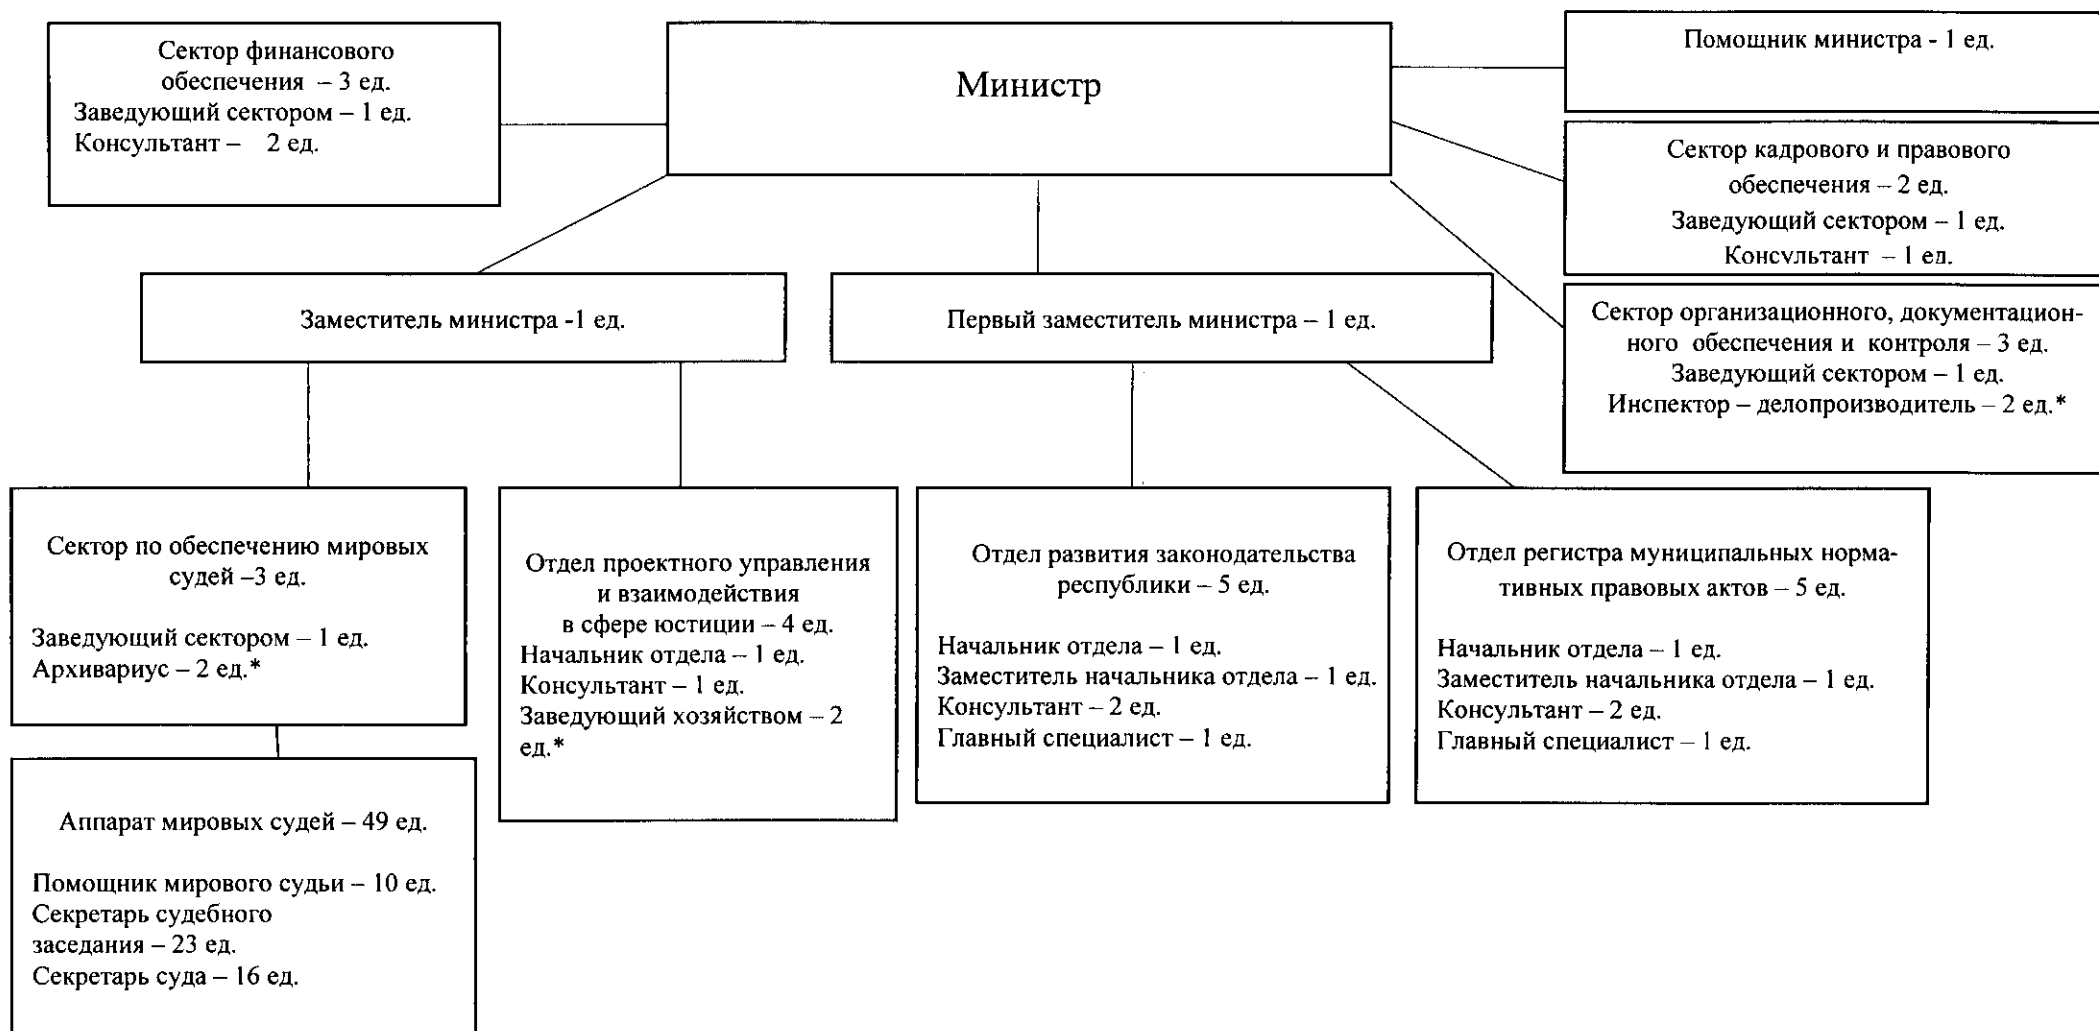 Сектор финансового
обеспечения – 3 ед.
Заведующий сектором – 1 ед.
Консультант – 2 ед.
Министр
Помощник министра - 1 ед.
Сектор кадрового и правового
обеспечения – 2 ед.
Заведующий сектором – 1 ед.
Консультант – 1 ед.
Сектор организационного, документацион-
ного обеспечения и контроля – 3 ед.
Заведующий сектором – 1 ед.
Инспектор – делопроизводитель – 2 ед.*
Заместитель министра -1 ед.
Первый заместитель министра – 1 ед.
Сектор по обеспечению мировых
судей –3 ед.
Заведующий сектором – 1 ед.
Архивариус – 2 ед.*
Отдел проектного управления
и взаимодействия
в сфере юстиции – 4 ед.
Начальник отдела – 1 ед.
Консультант – 1 ед.
Заведующий хозяйством – 2
ед.*
Отдел развития законодательства
республики – 5 ед.
Начальник отдела – 1 ед.
Заместитель начальника отдела – 1 ед.
Консультант – 2 ед.
Главный специалист – 1 ед.
Отдел регистра муниципальных норма-
тивных правовых актов – 5 ед.
Начальник отдела – 1 ед.
Заместитель начальника отдела – 1 ед.
Консультант – 2 ед.
Главный специалист – 1 ед.
Аппарат мировых судей – 49 ед.
Помощник мирового судьи – 10 ед.
Секретарь судебного
заседания – 23 ед.
Секретарь суда – 16 ед.